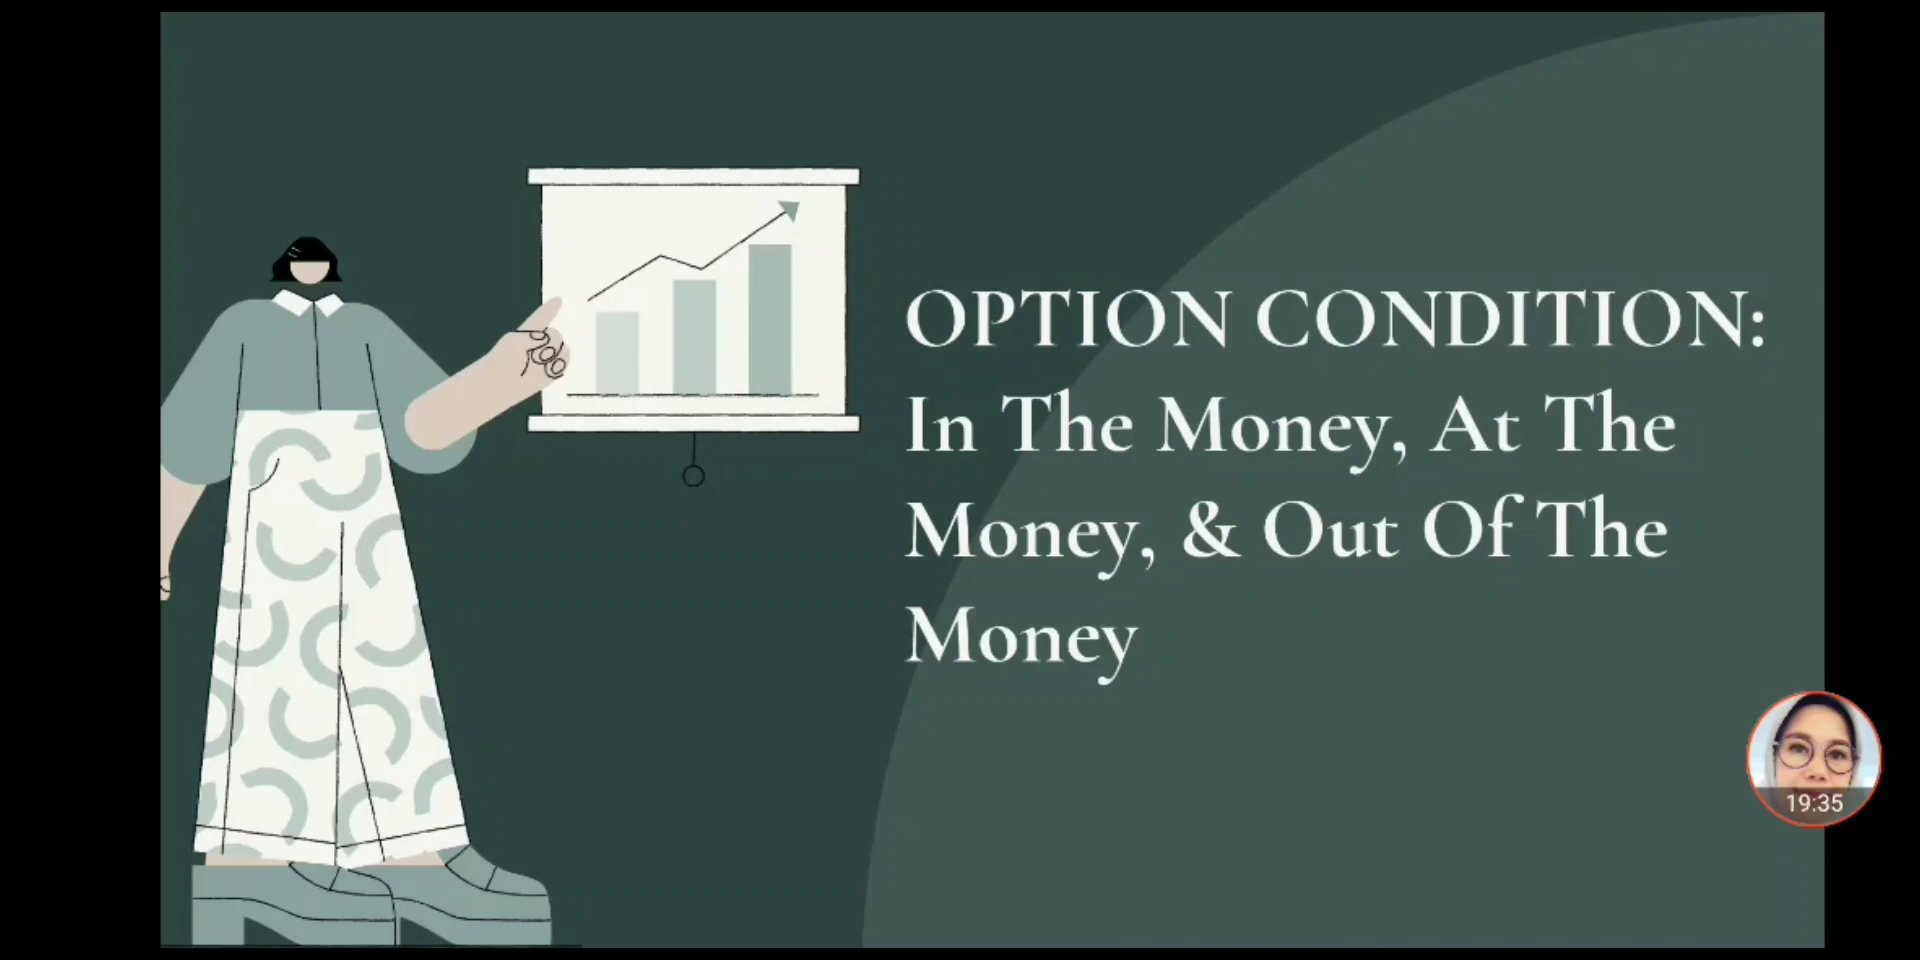 OPTION CONDITION:
In The Money, At The
Money, & Out Of The
Money
19:35